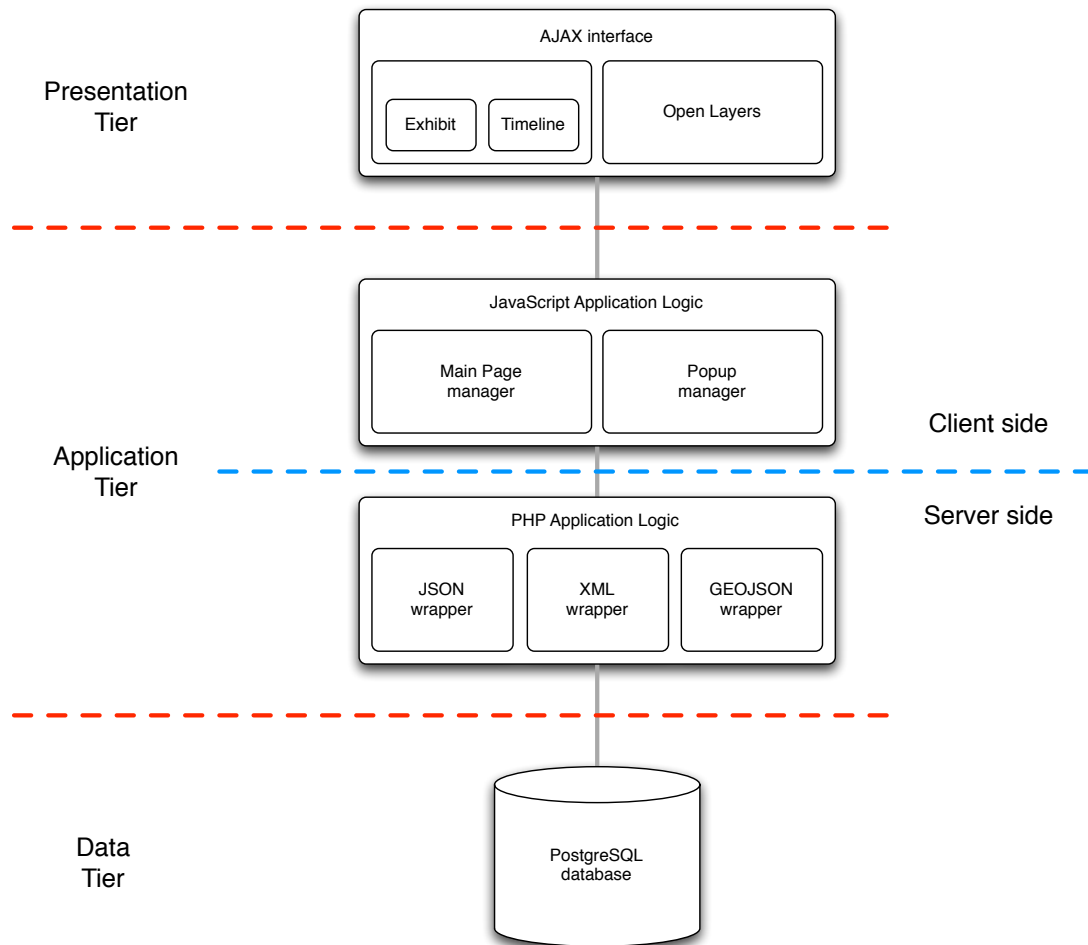 AJAX interface
Presentation
Tier
Exhibit
Timeline
Open Layers
JavaScript Application Logic
Main Page
manager
Popup
manager
Client side
Application
Tier
Server side
PHP Application Logic
JSON
wrapper
XML
wrapper
GEOJSON
wrapper
Data
Tier
PostgreSQL
database